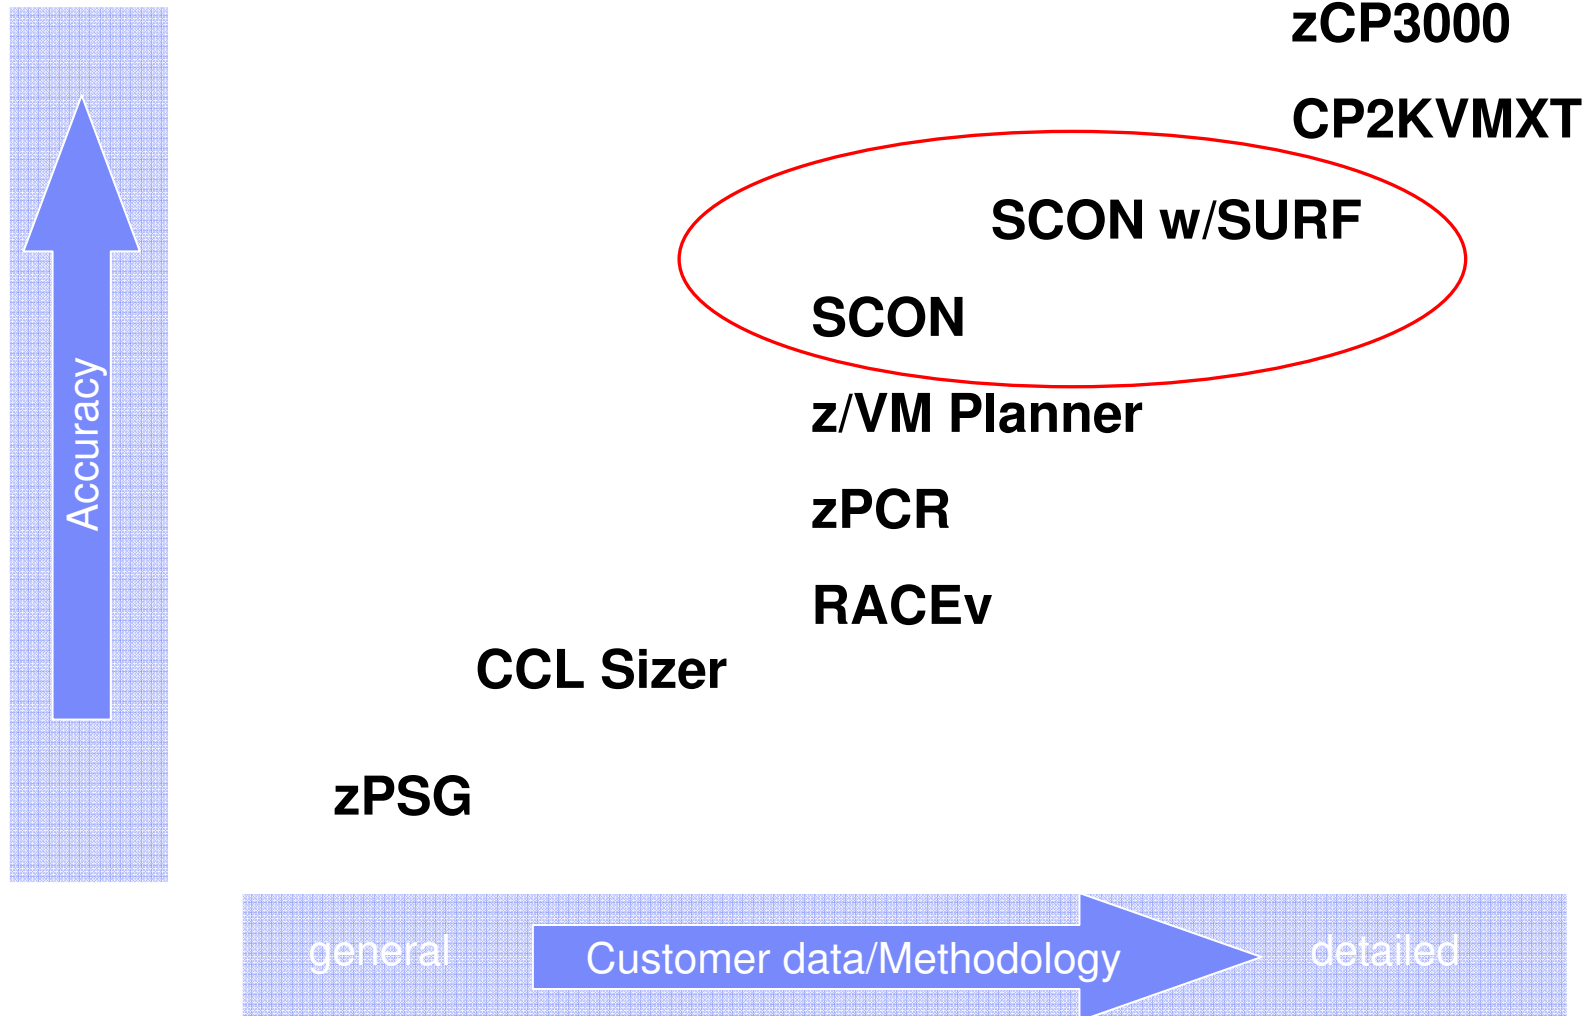 zCP3000
CP2KVMXT
SCON w/SURF
SCON
z/VM Planner
zPCR
RACEv
CCL Sizer
zPSG
Accuracy
general
Customer data/Methodology
detailed